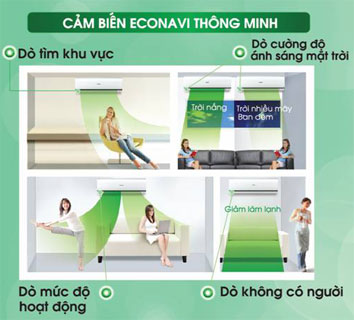 CẢM BIẾN ECONAVI THÔNG MINH
Dò tìm khu vực
Dò cường độ
ánh sáng mặt trời
Trời nắng
Trời nhiều mây
Ban đêm
Giảm làm lạnh
Dò mức độ
hoạt động
Dò không có người